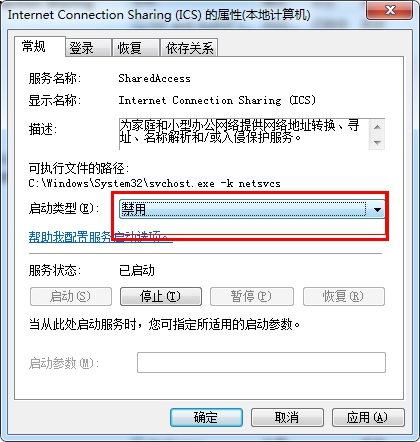 Internet Connection Sharing (ICS) 的属性(本地计算机)
常规 登录 恢复 依存关系
服务名称: SharedAccess
显示名称: Internet Connection Sharing (ICS)
描述: 为家庭和小型办公网络提供网络地址转换、寻
址、名称解析和/或入侵保护服务。
可执行文件的路径:
C:\Windows\System32\svchost.exe -k netsvcs
启动类型(E): 禁用
帮助我配置服务启动选项。
服务状态: 已启动
启动(S) 停止(T) 暂停(P) 恢复(R)
当从此处启动服务时，您可指定所适用的启动参数。
启动参数(M):
确定 取消 应用(A)